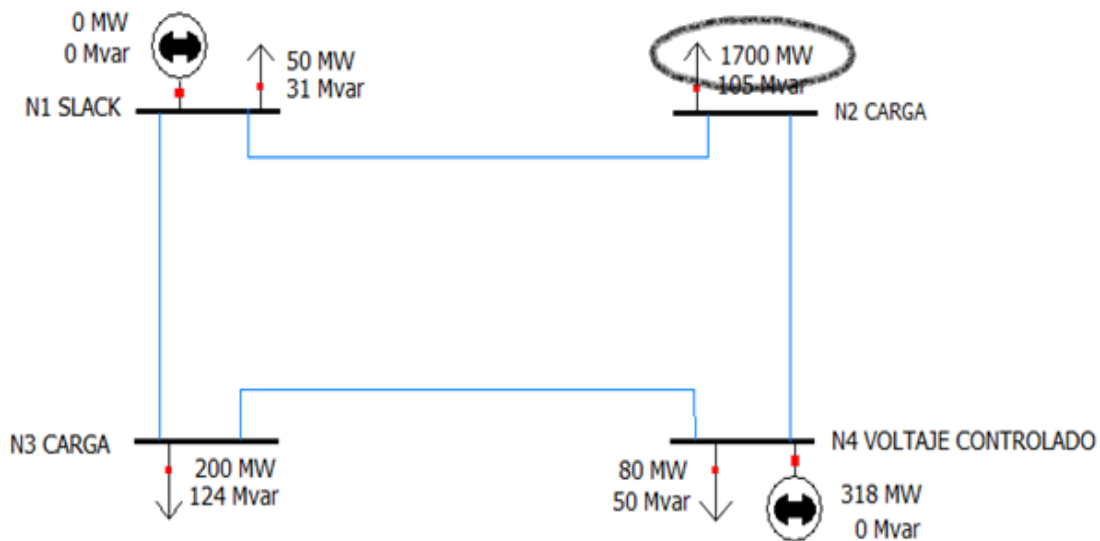 0 MW
0 Mvar
50 MW
31 Mvar
N1 SLACK
1700 MW
105 Mvar
N2 CARGA
N3 CARGA
200 MW
124 Mvar
80 MW
50 Mvar
N4 VOLTAJE CONTROLADO
318 MW
0 Mvar